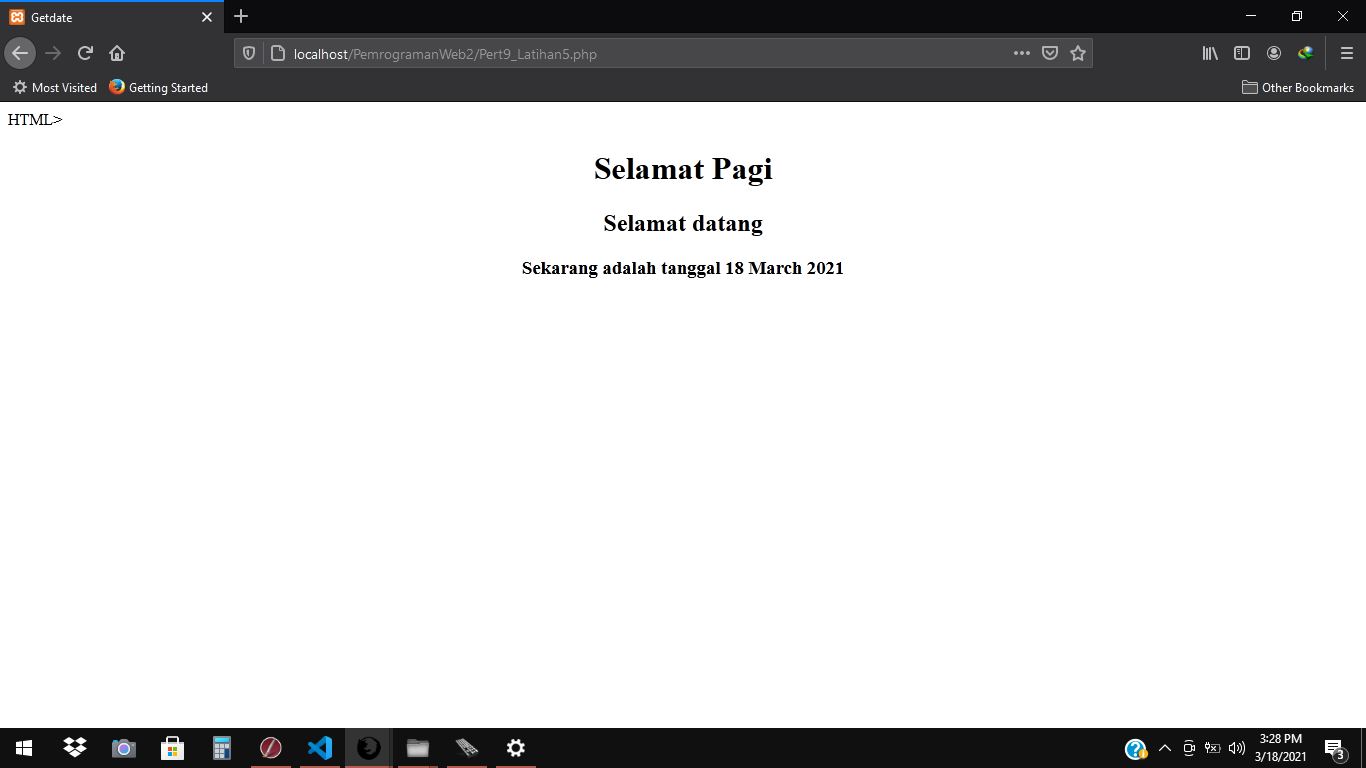 Getdate
localhost/PemrogramanWeb2/Pert9_Latihan5.php
Most Visited
Getting Started
Other Bookmarks
HTML>
Selamat Pagi
Selamat datang
Sekarang adalah tanggal 18 March 2021
3:28 PM
3/18/2021
3